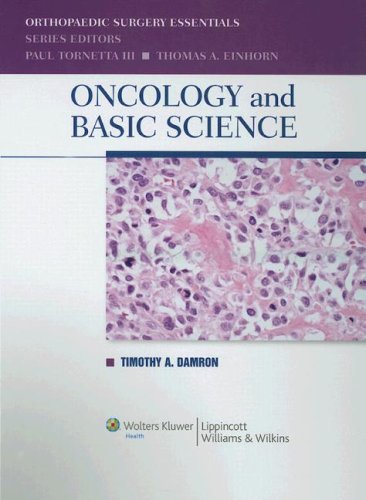 ORTHOPAEDIC SURGERY ESSENTIALS
SERIES EDITORS
PAUL TORNETTA III ■ THOMAS A. EINHORN
ONCOLOGY and
BASIC SCIENCE
■ TIMOTHY A. DAMRON
Wolters Kluwer
Health
Lippincott
Williams & Wilkins